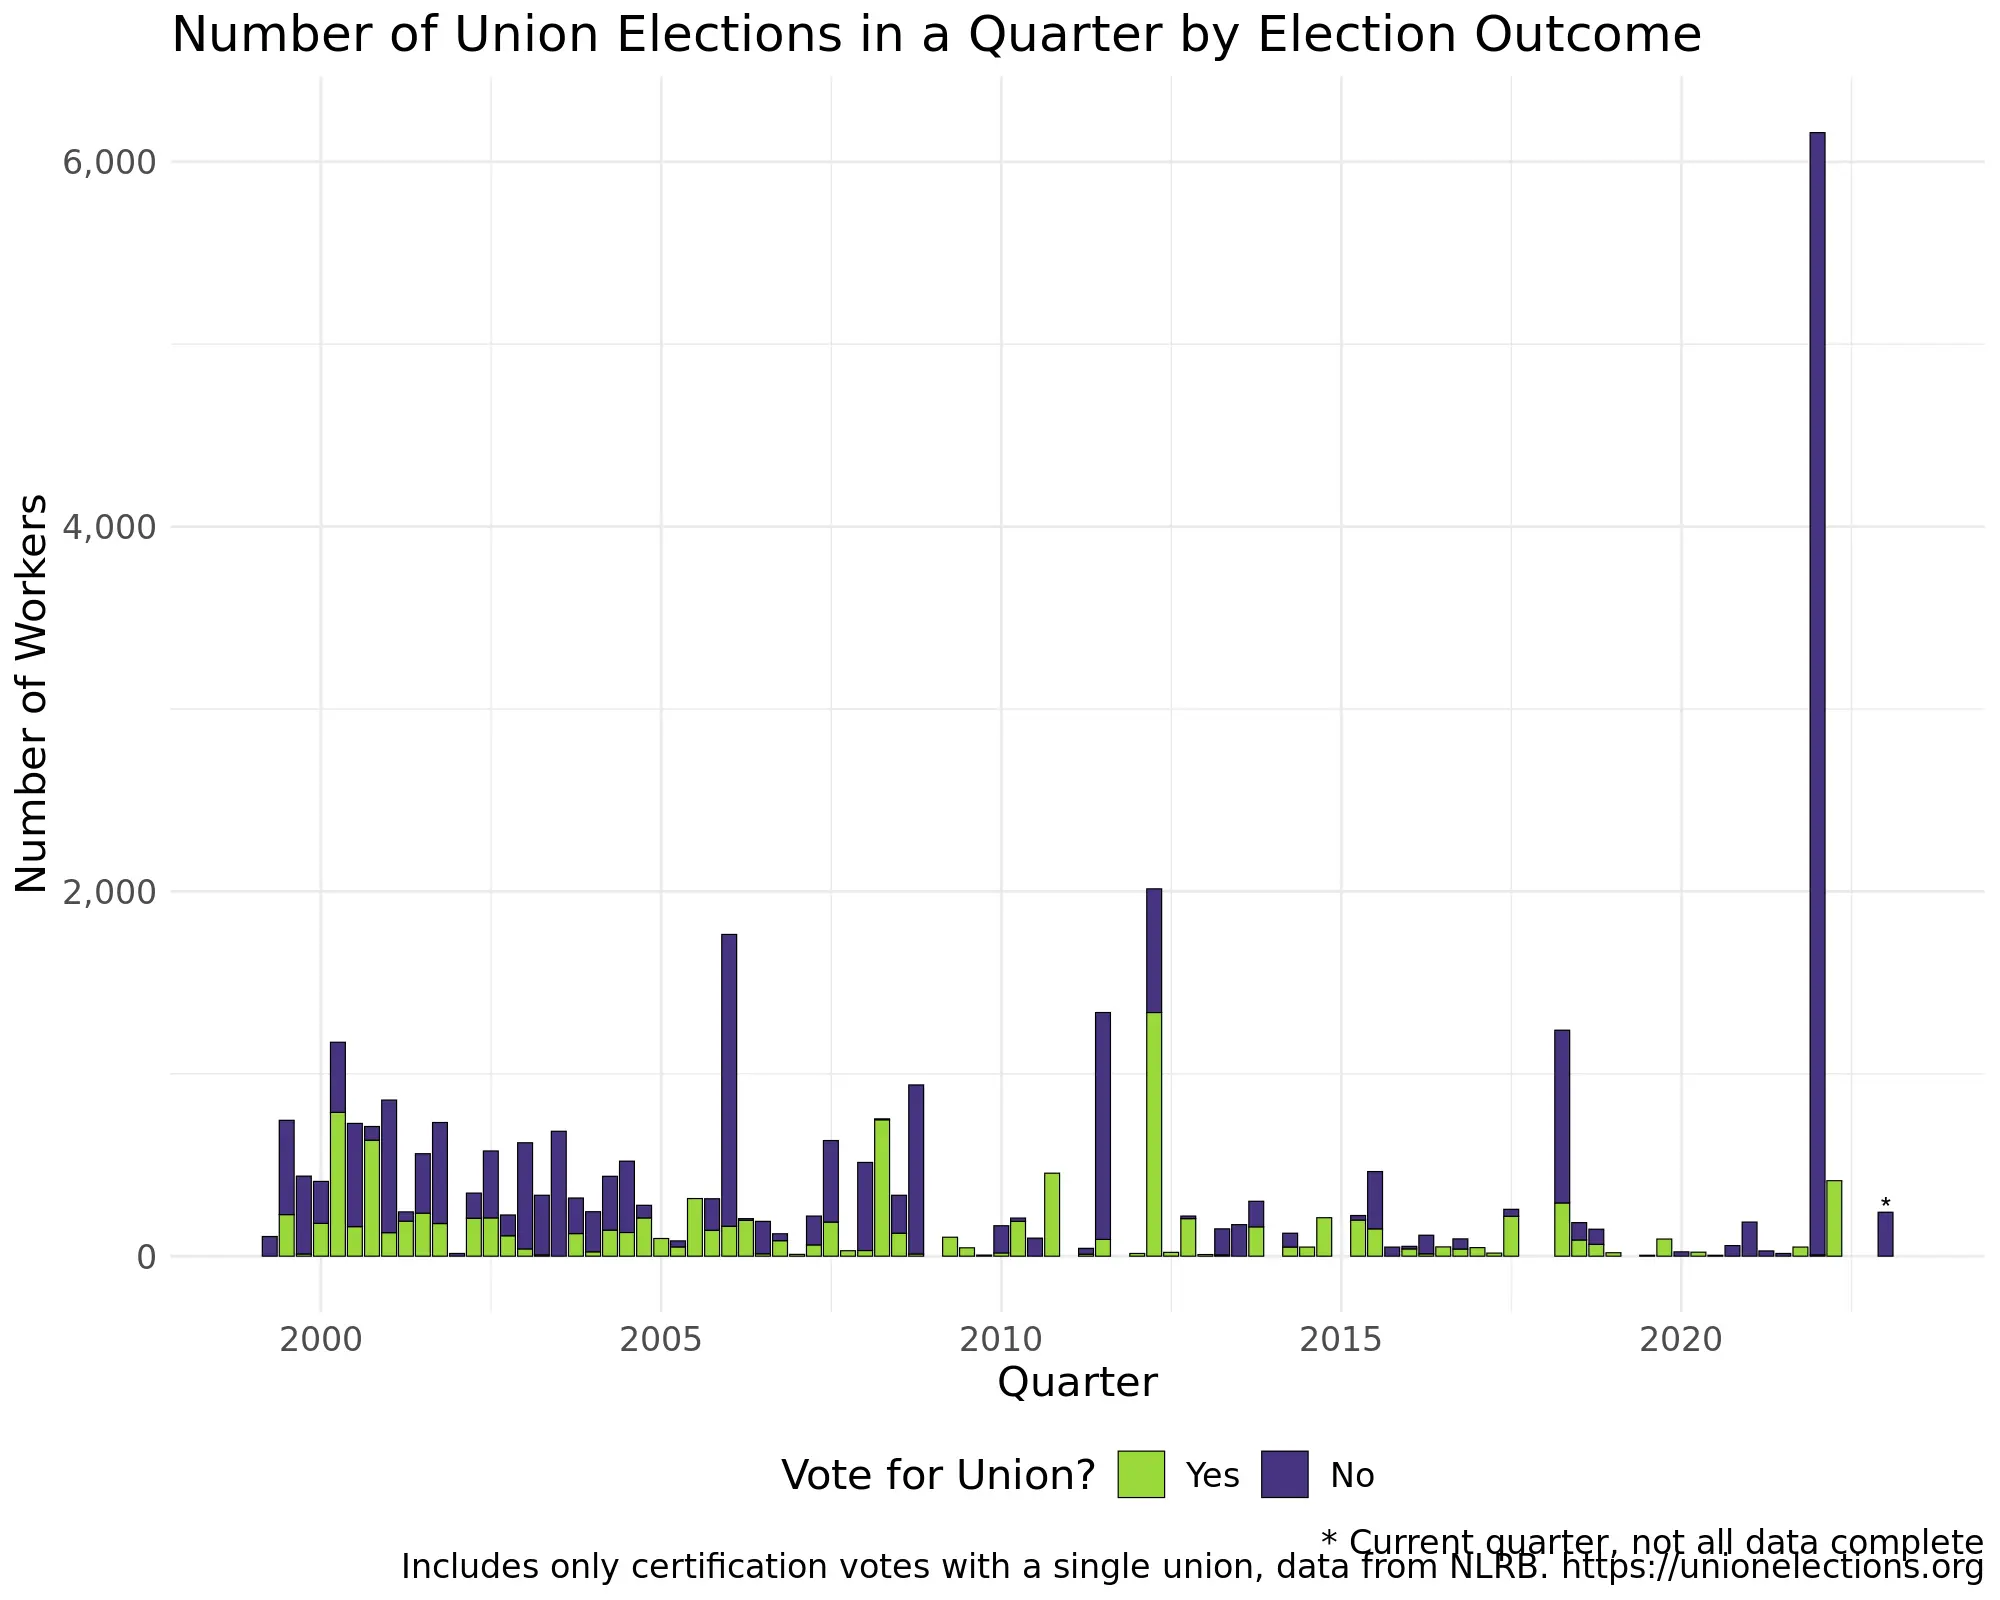 Number of Union Elections in a Quarter by Election Outcome
6,000
4,000
2,000
0
Number of Workers
*
2000 2005 2010 2015 2020
Quarter
Vote for Union? Yes No
* Current quarter, not all data complete
Includes only certification votes with a single union, data from NLRB. https://unionelections.org